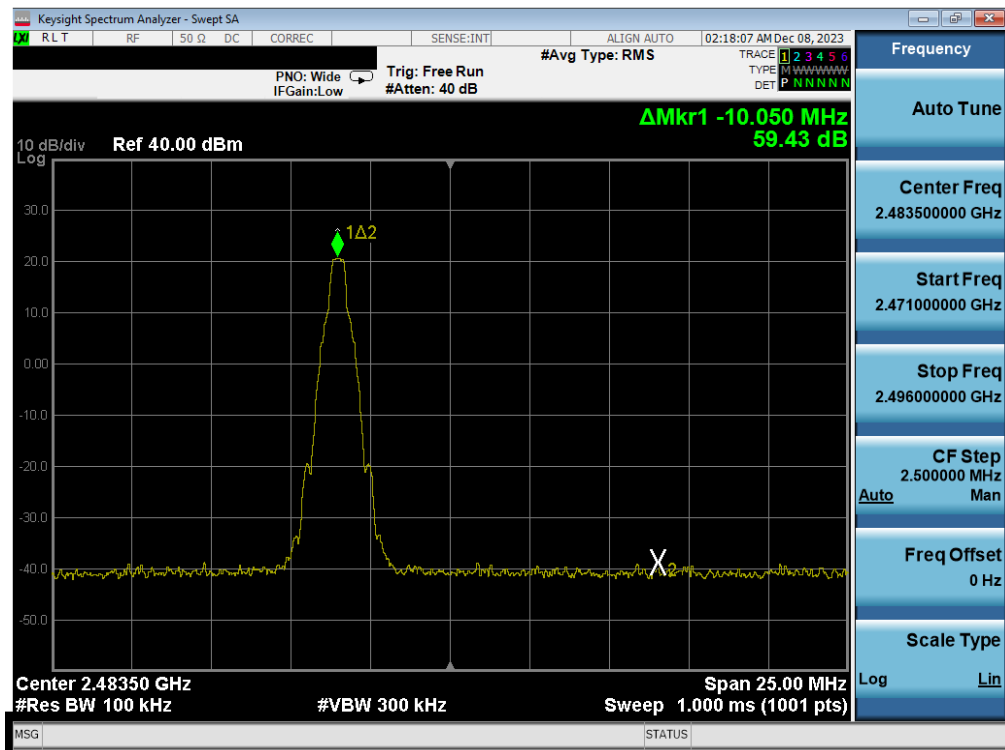 Keysight Spectrum Analyzer - Swept SA
LXI RLT RF 50 Ω DC CORREC SENSE:INT ALIGN AUTO 02:18:07 AM Dec 08, 2023
#Avg Type: RMS TRACE 1 2 3 4 5 6
PNO: Wide Trig: Free Run TYPE M WWWWW
IFGain:Low #Atten: 40 dB DET P N N N N N
ΔMkr1 -10.050 MHz
59.43 dB
10 dB/div Ref 40.00 dBm
Log
30.0
1Δ2
20.0
10.0
0.00
-10.0
-20.0
-30.0
-40.0
X2
-50.0
Center 2.48350 GHz Span 25.00 MHz
#Res BW 100 kHz #VBW 300 kHz Sweep 1.000 ms (1001 pts)
MSG STATUS
Frequency
Auto Tune
Center Freq
2.483500000 GHz
Start Freq
2.471000000 GHz
Stop Freq
2.496000000 GHz
CF Step
2.500000 MHz
Auto Man
Freq Offset
0 Hz
Scale Type
Log Lin